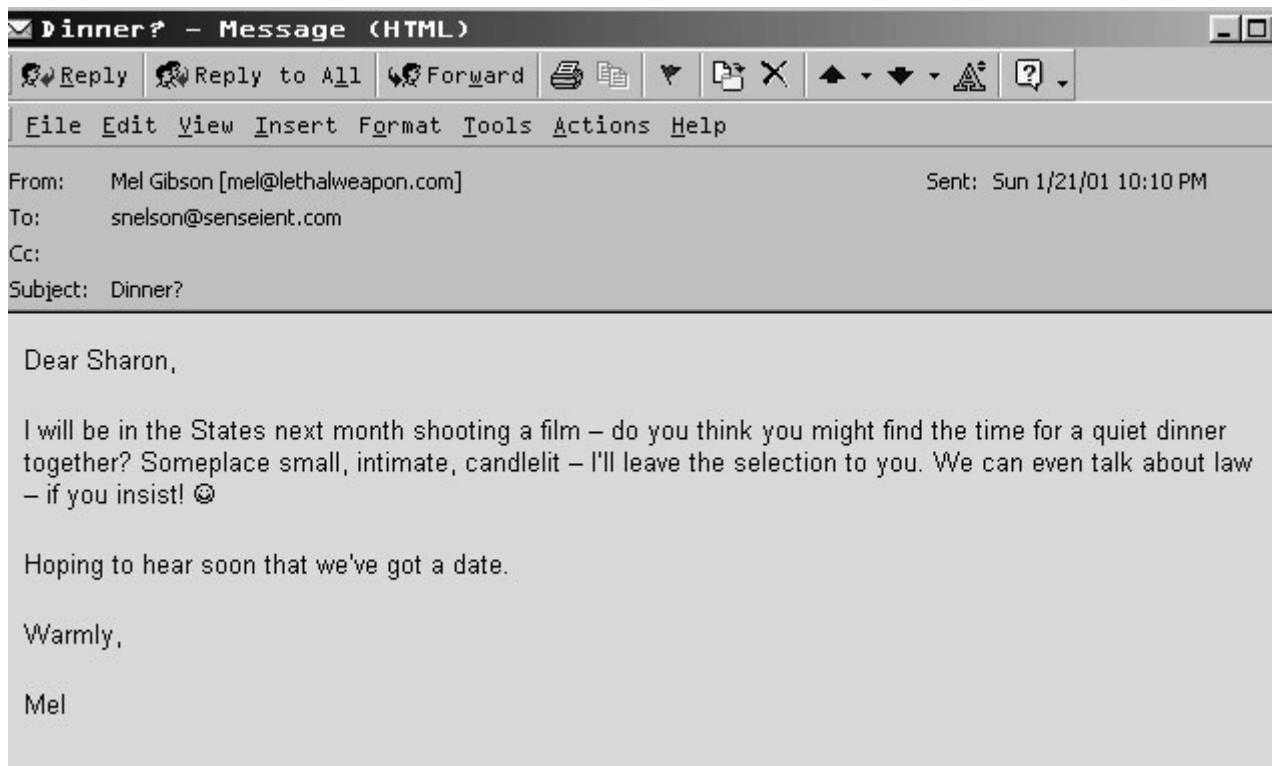 Dinner? – Message (HTML)
Reply Reply to All Forward
File Edit View Insert Format Tools Actions Help
From: Mel Gibson [mel@lethalweapon.com] Sent: Sun 1/21/01 10:10 PM
To: snelson@senseient.com
Cc:
Subject: Dinner?
Dear Sharon,
I will be in the States next month shooting a film – do you think you might find the time for a quiet dinner
together? Someplace small, intimate, candlelit – I'll leave the selection to you. We can even talk about law
– if you insist! ☺
Hoping to hear soon that we've got a date.
Warmly,
Mel